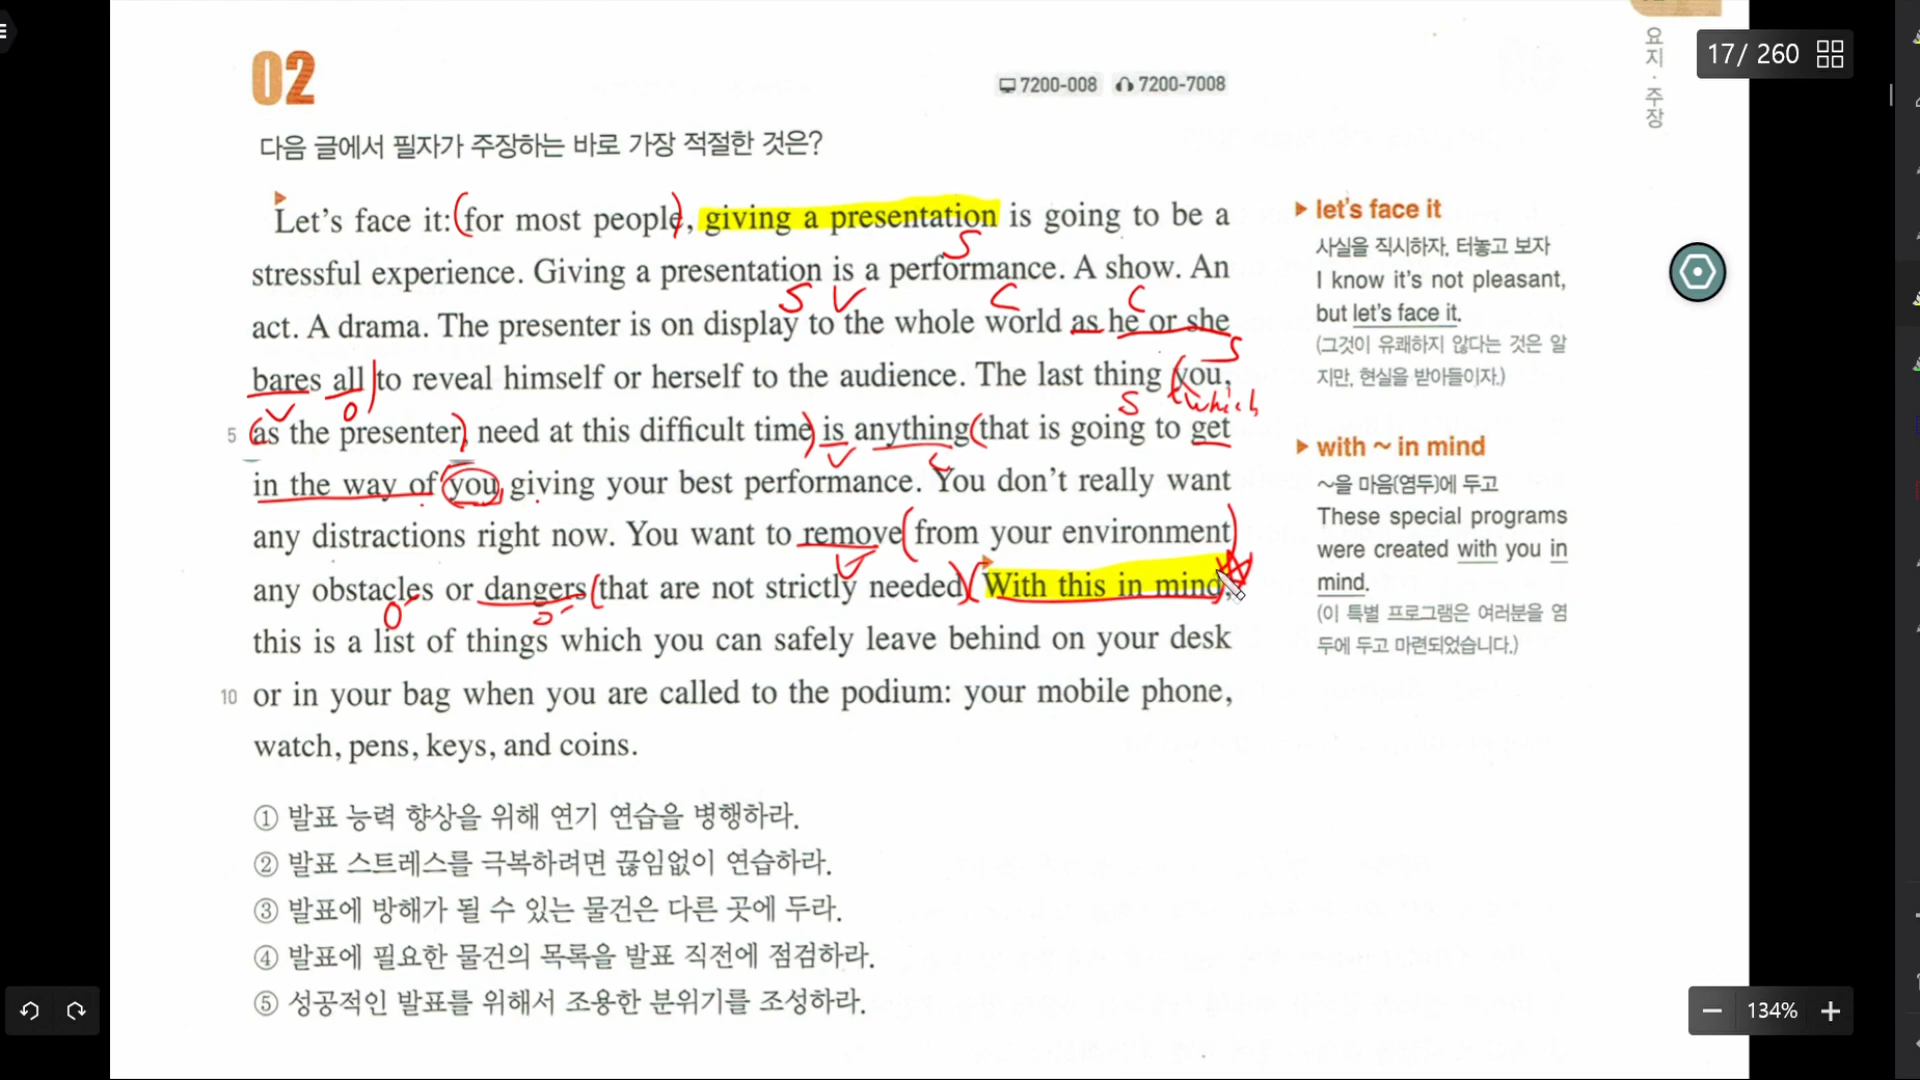 17/ 260
요지·주장
02
7200-008 7200-7008
다음 글에서 필자가 주장하는 바로 가장 적절한 것은?
Let's face it: (for most people), giving a presentation is going to be a
S
stressful experience. Giving a presentation is a performance. A show. An
S V C C
act. A drama. The presenter is on display to the whole world as he or she
S
bares all) to reveal himself or herself to the audience. The last thing (you,
V O S which
5 (as the presenter), need at this difficult time) is anything (that is going to get
V C
in the way of you giving your best performance. You don't really want
any distractions right now. You want to remove (from your environment)
V
any obstacles or dangers (that are not strictly needed) (With this in mind),
O O
this is a list of things which you can safely leave behind on your desk
10 or in your bag when you are called to the podium: your mobile phone,
watch, pens, keys, and coins.
① 발표 능력 향상을 위해 연기 연습을 병행하라.
② 발표 스트레스를 극복하려면 끊임없이 연습하라.
③ 발표에 방해가 될 수 있는 물건은 다른 곳에 두라.
④ 발표에 필요한 물건의 목록을 발표 직전에 점검하라.
⑤ 성공적인 발표를 위해서 조용한 분위기를 조성하라.
let's face it
사실을 직시하자, 터놓고 보자
I know it's not pleasant,
but let's face it.
(그것이 유쾌하지 않다는 것은 알
지만, 현실을 받아들이자.)
with ~ in mind
~을 마음(염두)에 두고
These special programs
were created with you in
mind.
(이 특별 프로그램은 여러분을 염
두에 두고 마련되었습니다.)
134%